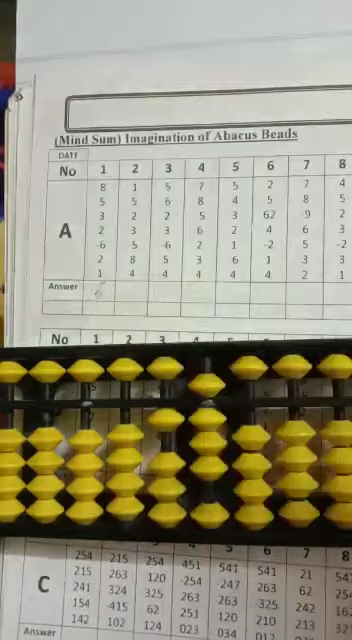 (Mind Sum) Imagination of Abacus Beads
DATE
No 1 2 3 4 5 6 7 8
8 1 5 7 5 2 7 4
5 5 6 8 4 5 8 5
3 2 2 5 3 62 -9 2
A 2 3 3 6 2 4 6 3
-6 5 -6 2 1 -2 5 -2
2 8 5 3 6 1 3 3
1 4 4 4 4 4 2 1
Answer
No 1 2 3
4 5 6 7 8
254 215 254 451 541 541 21
215 263 120 -254 -247 263 62
C 241 324 325 263 263 -325 242
154 -415 62 251 120 210 213
142 102 124 023
Answer